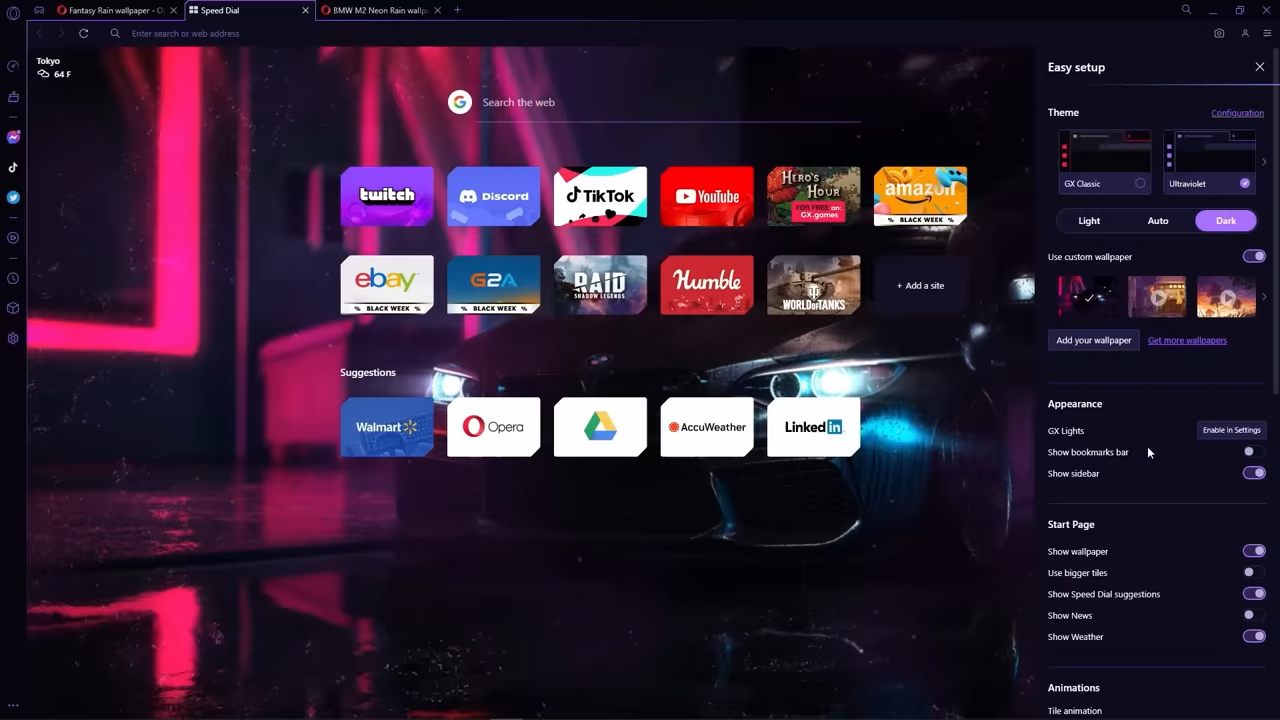 Fantasy Rain wallpaper - O
Speed Dial
BMW M2 Neon Rain wallp
Enter search or web address
Tokyo
64 F
Search the web
twitch
Discord
TikTok
YouTube
HERO'S HOUR
FOR FREE on: GX.games
amazon
% BLACK WEEK %
ebay
% BLACK WEEK %
G2A
% BLACK WEEK %
RAID
SHADOW LEGENDS
Humble
WORLD OF TANKS
+ Add a site
Suggestions
Walmart
Opera
AccuWeather
Linked in
Easy setup
Theme
Configuration
GX Classic
Ultraviolet
Light
Auto
Dark
Use custom wallpaper
Add your wallpaper
Get more wallpapers
Appearance
GX Lights
Enable in Settings
Show bookmarks bar
Show sidebar
Start Page
Show wallpaper
Use bigger tiles
Show Speed Dial suggestions
Show News
Show Weather
Animations
Tile animation